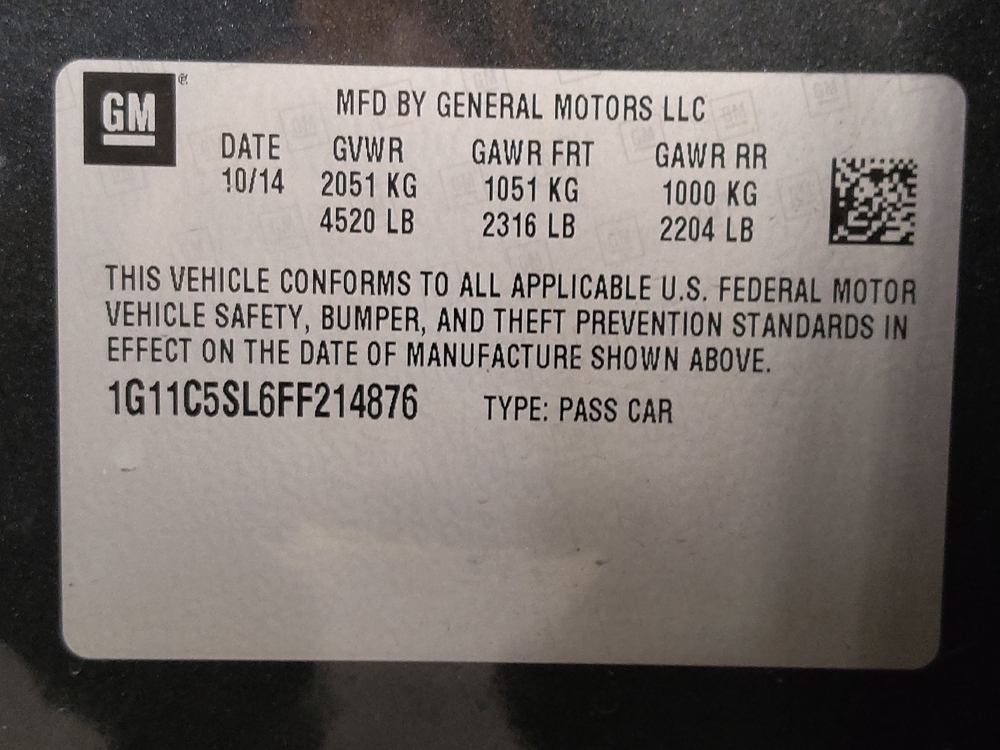 GM
MFD BY GENERAL MOTORS LLC
DATE GVWR GAWR FRT GAWR RR
10/14 2051 KG 1051 KG 1000 KG
4520 LB 2316 LB 2204 LB
THIS VEHICLE CONFORMS TO ALL APPLICABLE U.S. FEDERAL MOTOR
VEHICLE SAFETY, BUMPER, AND THEFT PREVENTION STANDARDS IN
EFFECT ON THE DATE OF MANUFACTURE SHOWN ABOVE.
1G11C5SL6FF214876 TYPE: PASS CAR